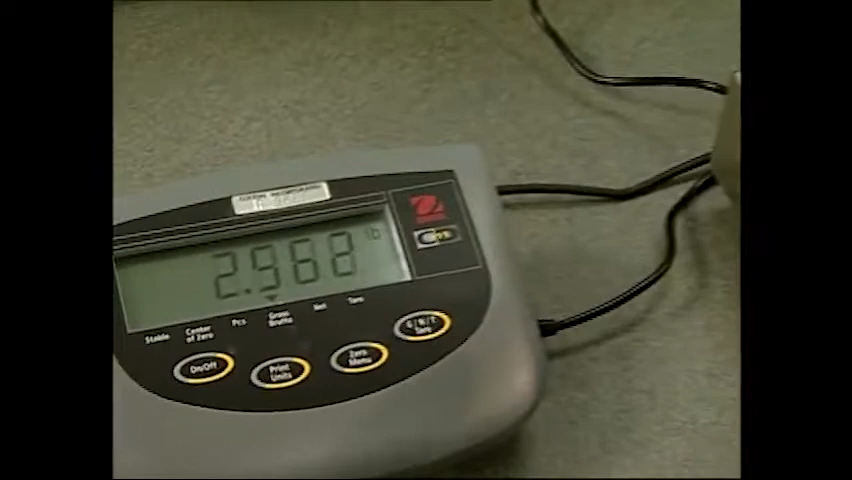 2.968 lb
Stable
Center of Zero
Pcs
Gross Brutto
Net
Tare
On/Off
Print Units
Zero Menu
G / N / T
Tare